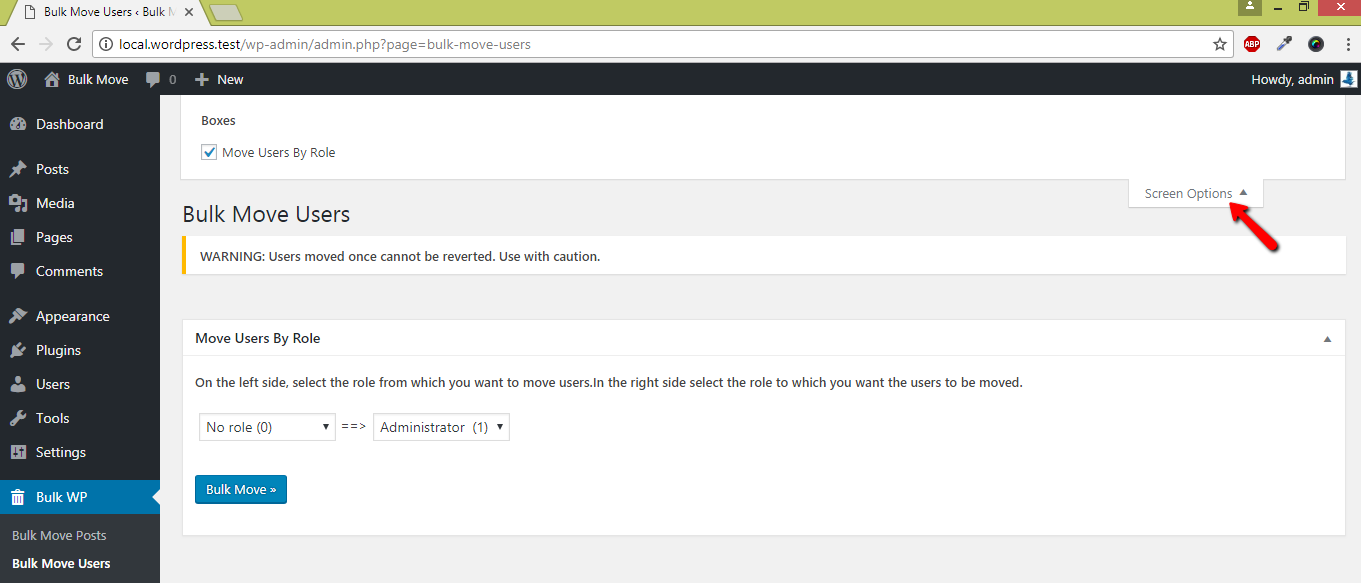 Bulk Move Users ‹ Bulk M
local.wordpress.test/wp-admin/admin.php?page=bulk-move-users
ABP
Bulk Move
0
New
Howdy, admin
Dashboard
Posts
Media
Pages
Comments
Appearance
Plugins
Users
Tools
Settings
Bulk WP
Bulk Move Posts
Bulk Move Users
Boxes
Move Users By Role
Screen Options
Bulk Move Users
WARNING: Users moved once cannot be reverted. Use with caution.
Move Users By Role
On the left side, select the role from which you want to move users.In the right side select the role to which you want the users to be moved.
No role (0) ==> Administrator (1)
Bulk Move »